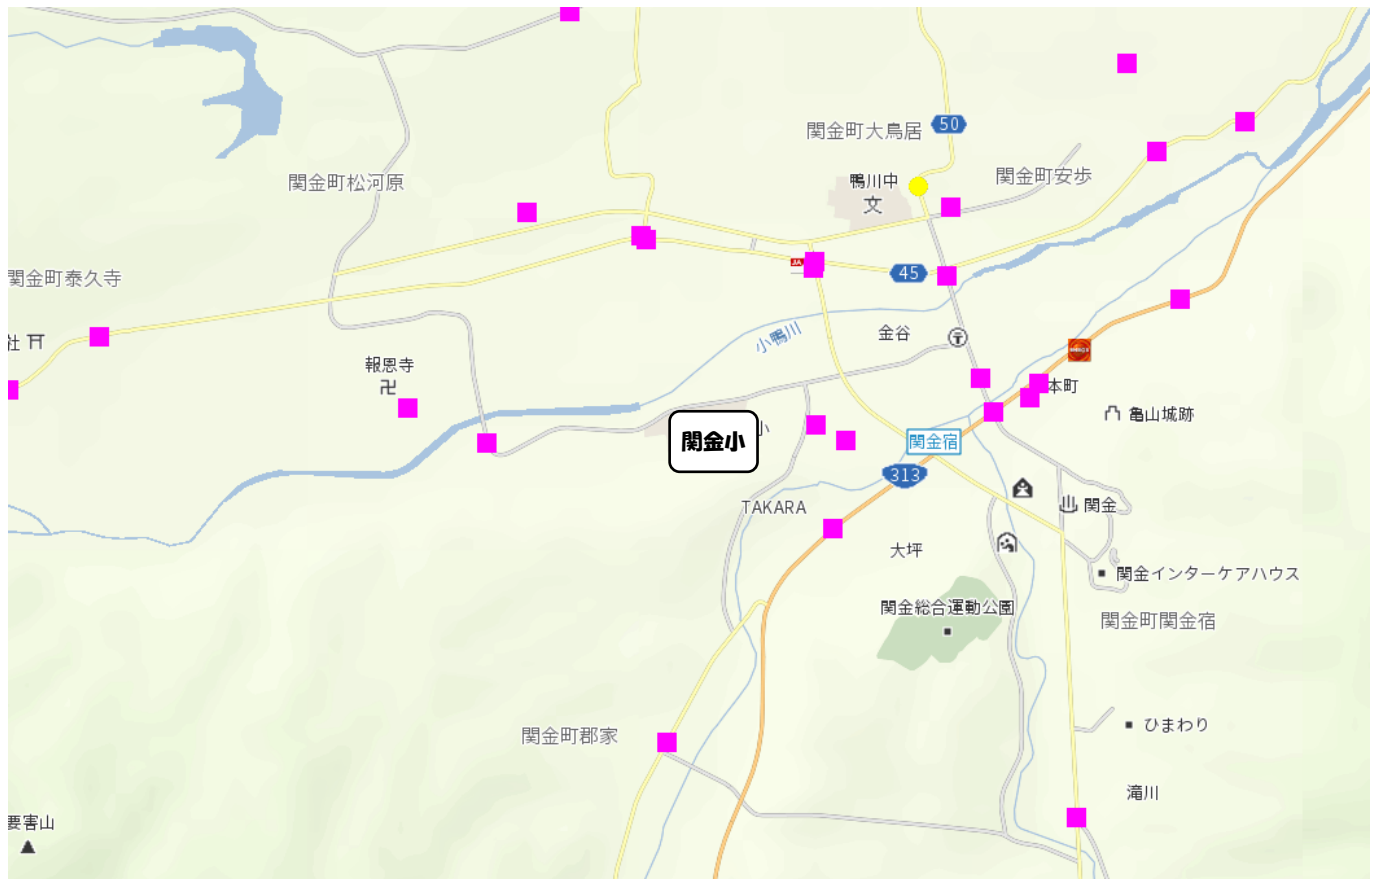 関金町大鳥居
50
関金町松河原
鴨川中
文
関金町安歩
関金町泰久寺
JA
45
社
小鴨川
金谷
報恩寺
本町
亀山城跡
関金小
小
関金宿
313
TAKARA
関金
大坪
関金インターケアハウス
関金総合運動公園
関金町関金宿
関金町郡家
ひまわり
滝川
要害山